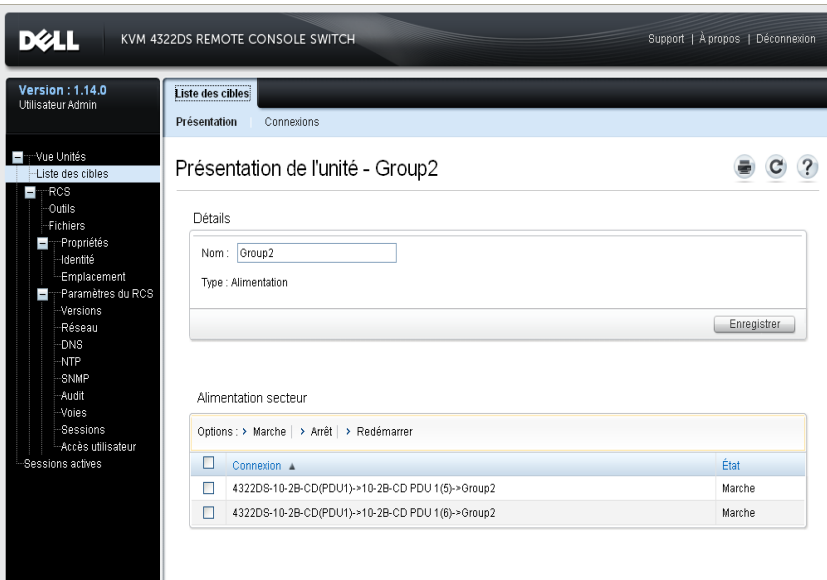 DELL
KVM 4322DS REMOTE CONSOLE SWITCH
Support | À propos | Déconnexion
Version : 1.14.0
Utilisateur Admin
Liste des cibles
Présentation
Connexions
Vue Unités
Liste des cibles
RCS
Outils
Fichiers
Propriétés
Identité
Emplacement
Paramètres du RCS
Versions
Réseau
DNS
NTP
SNMP
Audit
Voies
Sessions
Accès utilisateur
Sessions actives
Présentation de l'unité - Group2
?
Détails
Nom : Group2
Type : Alimentation
Enregistrer
Alimentation secteur
Options : > Marche | > Arrêt | > Redémarrer
Connexion ▲ État
4322DS-10-2B-CD(PDU1)->10-2B-CD PDU 1(5)->Group2 Marche
4322DS-10-2B-CD(PDU1)->10-2B-CD PDU 1(6)->Group2 Marche